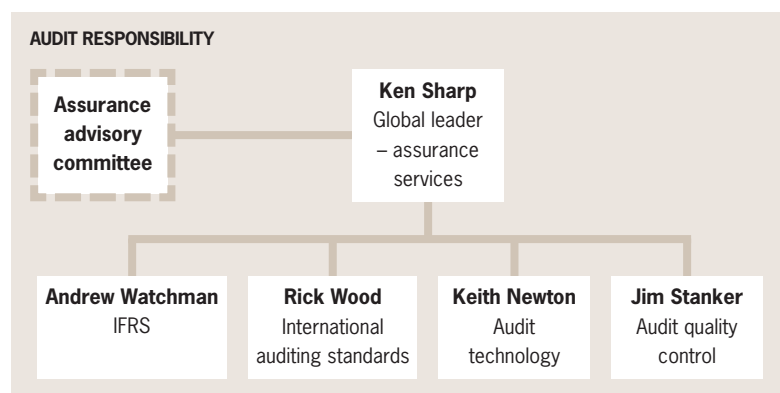 AUDIT RESPONSIBILITY
Assurance
advisory
committee
Ken Sharp
Global leader
– assurance
services
Andrew Watchman
IFRS
Rick Wood
International
auditing standards
Keith Newton
Audit
technology
Jim Stanker
Audit quality
control